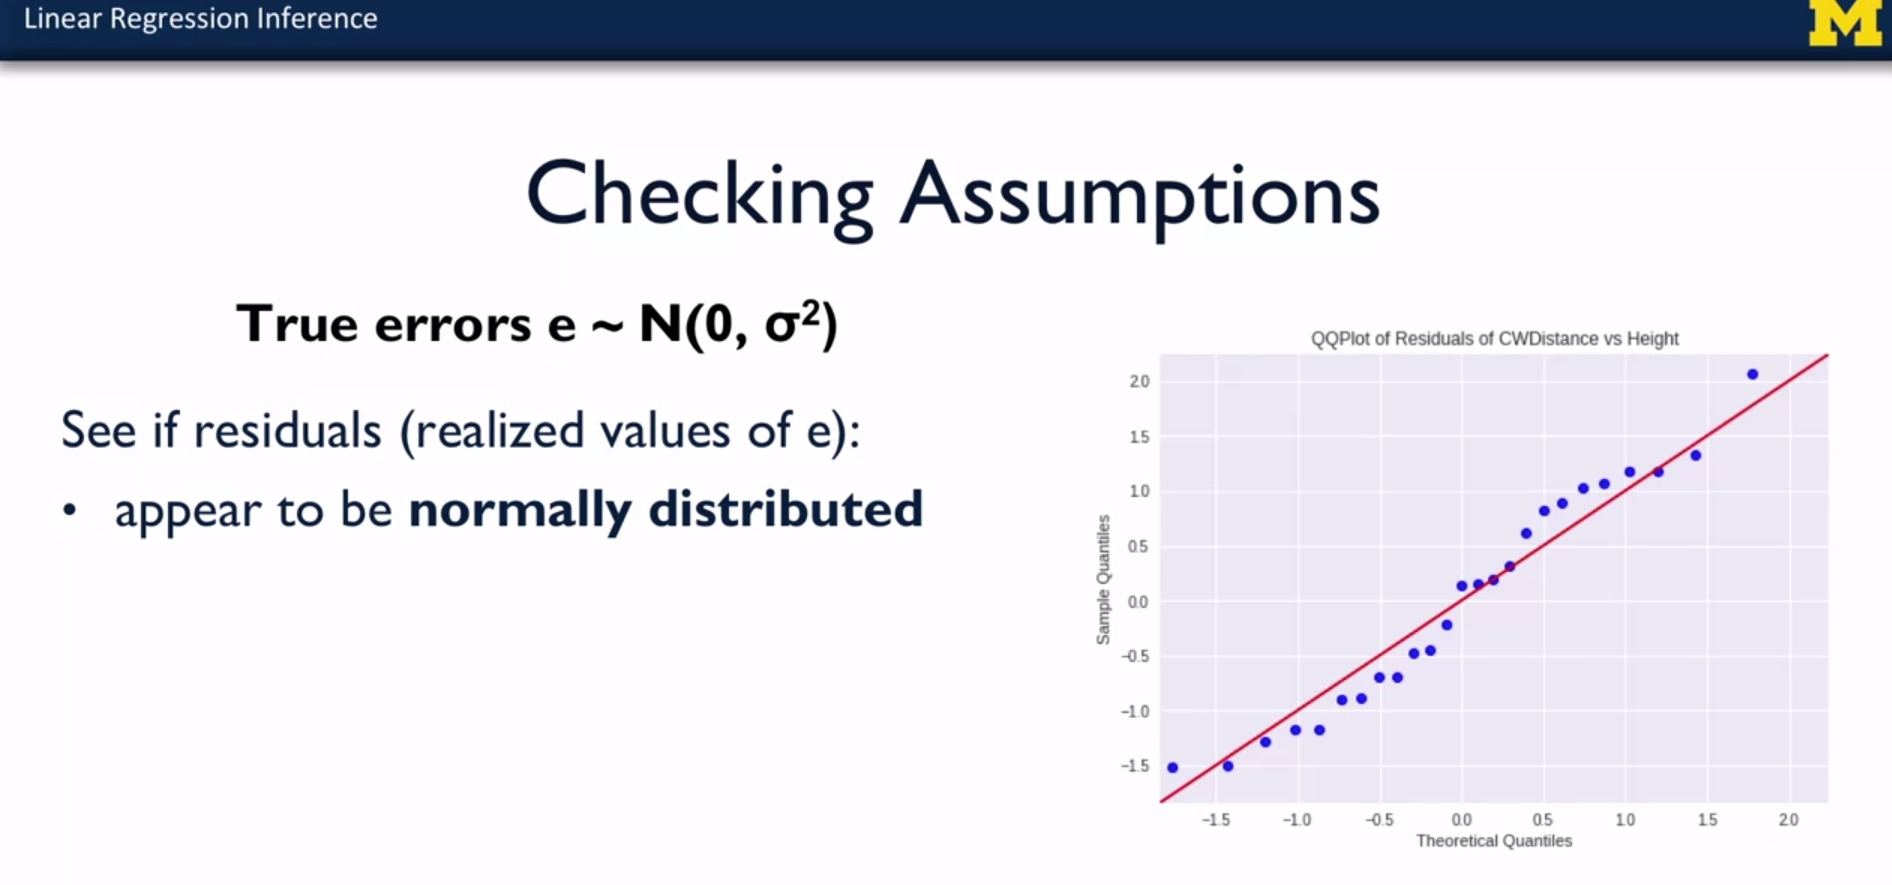 Linear Regression Inference
M
Checking Assumptions
True errors e ~ N(0, σ²)
See if residuals (realized values of e):
• appear to be normally distributed
QQPlot of Residuals of CWDistance vs Height
2.0
1.5
1.0
0.5
0.0
−0.5
−1.0
−1.5
Sample Quantiles
−1.5 −1.0 −0.5 0.0 0.5 1.0 1.5 2.0
Theoretical Quantiles